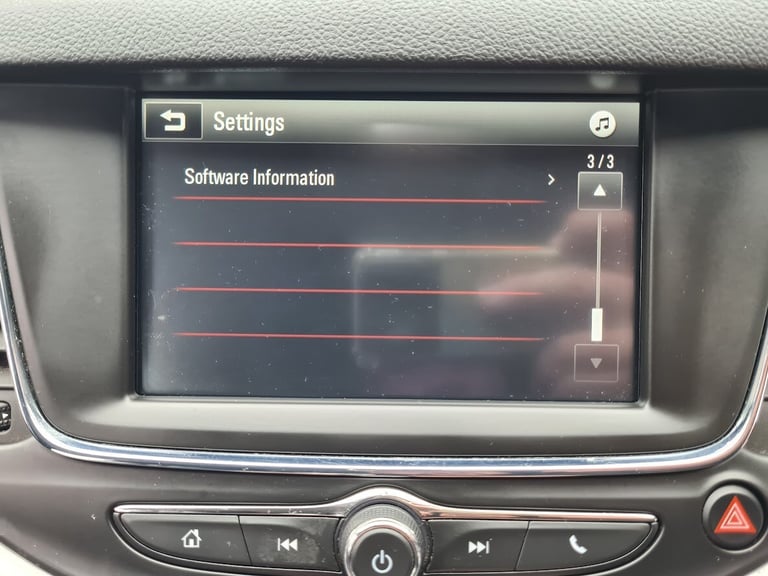 Settings
3/3
Software Information